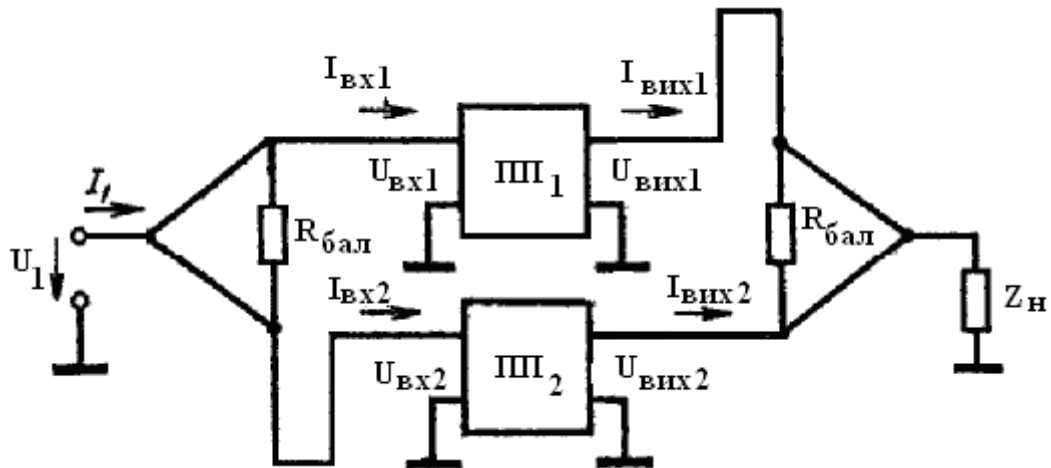 Iвх1
Iвих1
Uвх1
ПП1
Uвих1
I1
U1
Rбал
Rбал
Iвх2
Iвих2
Zн
Uвх2
ПП2
Uвих2